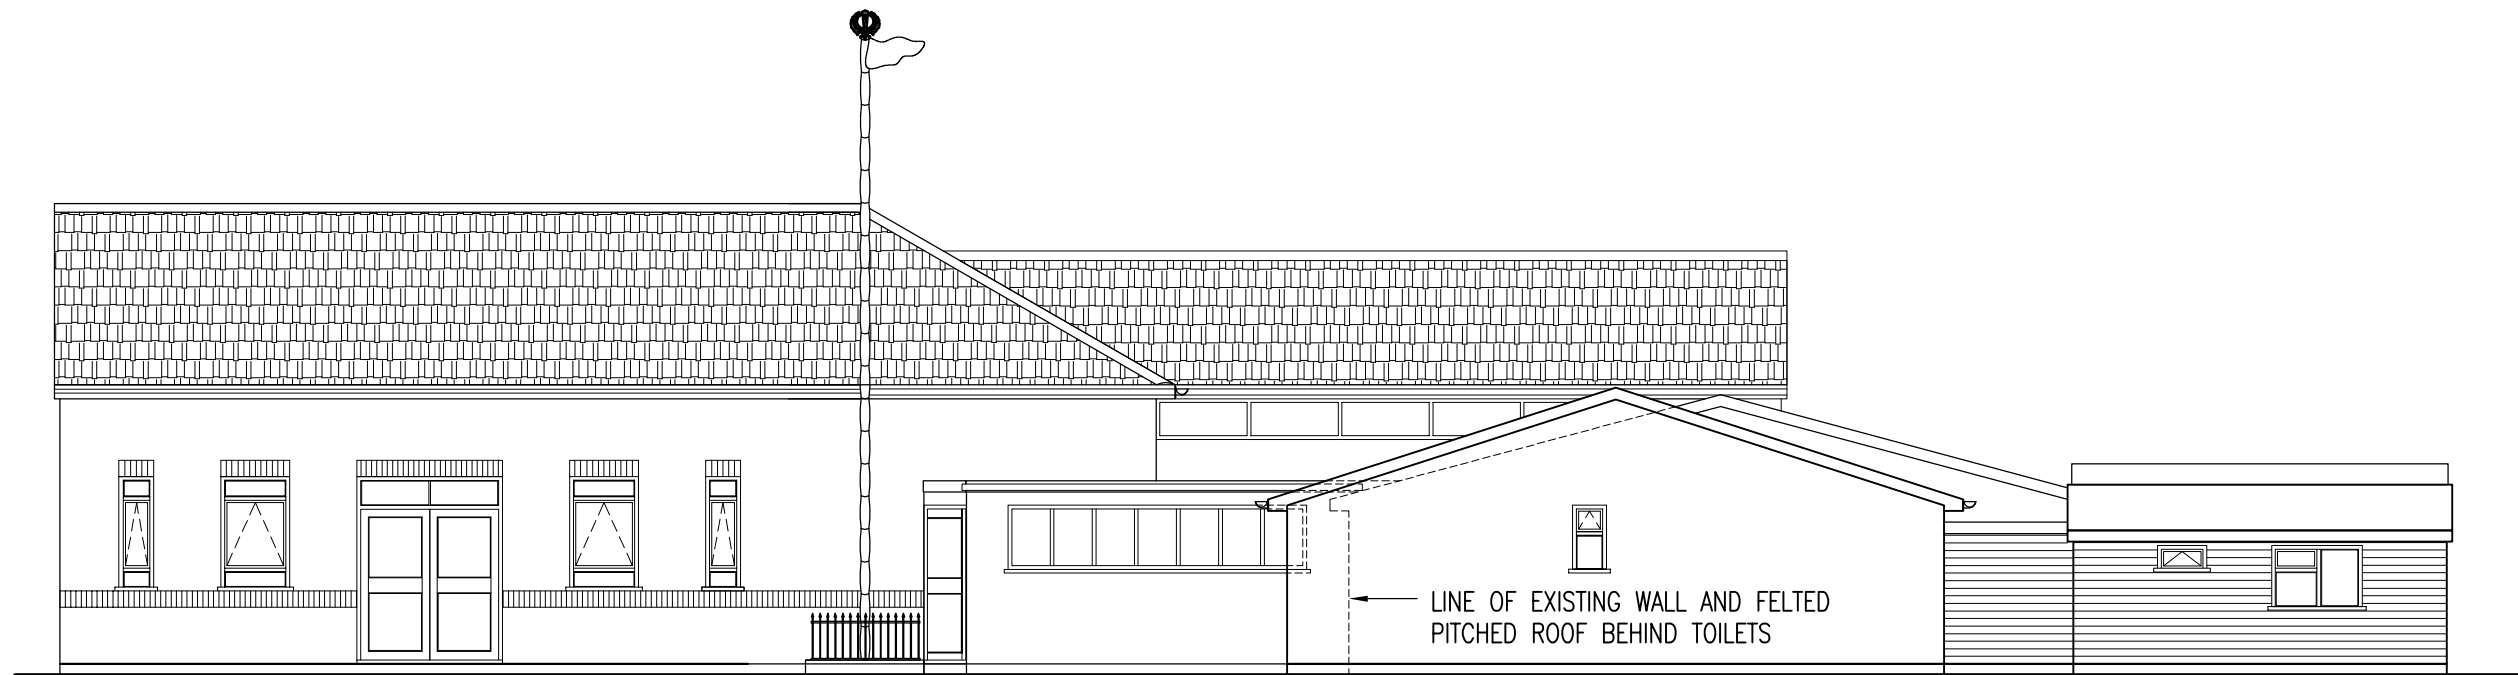 LINE OF EXISTING WALL AND FELTED
PITCHED ROOF BEHIND TOILETS